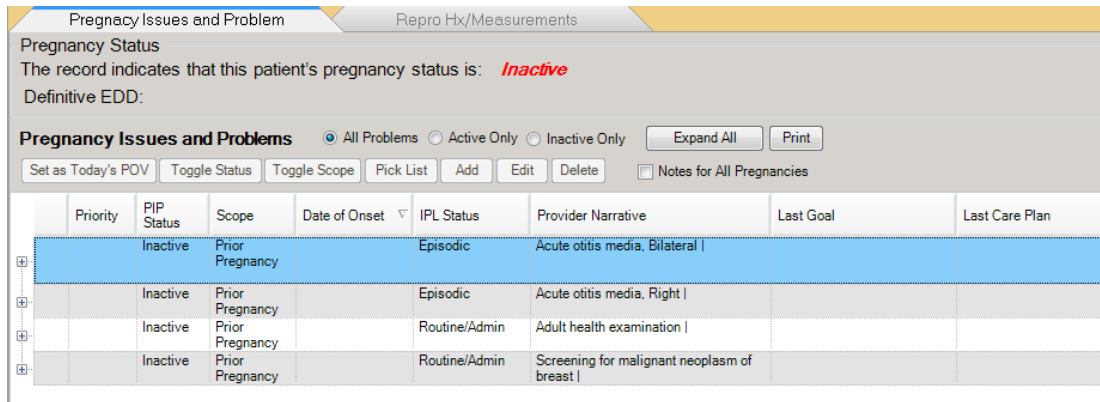 Pregnacy Issues and Problem Repro Hx/Measurements
Pregnancy Status
The record indicates that this patient's pregnancy status is: Inactive
Definitive EDD:
Pregnancy Issues and Problems All Problems Active Only Inactive Only Expand All Print
Set as Today's POV Toggle Status Toggle Scope Pick List Add Edit Delete Notes for All Pregnancies
Priority PIP Status Scope Date of Onset IPL Status Provider Narrative Last Goal Last Care Plan
Inactive Prior Pregnancy Episodic Acute otitis media, Bilateral |
Inactive Prior Pregnancy Episodic Acute otitis media, Right |
Inactive Prior Pregnancy Routine/Admin Adult health examination |
Inactive Prior Pregnancy Routine/Admin Screening for malignant neoplasm of breast |